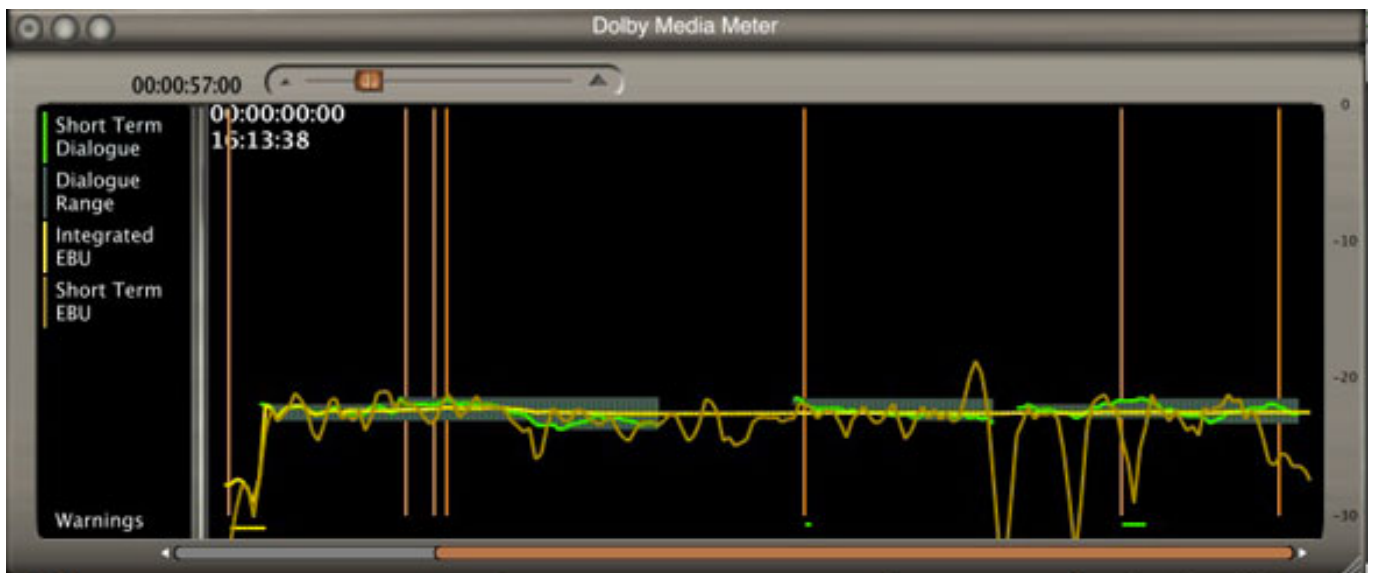 Dolby Media Meter
00:00:57:00
00:00:00:00
16:13:38
Short Term
Dialogue
Dialogue
Range
Integrated
EBU
Short Term
EBU
Warnings
0
-10
-20
-30